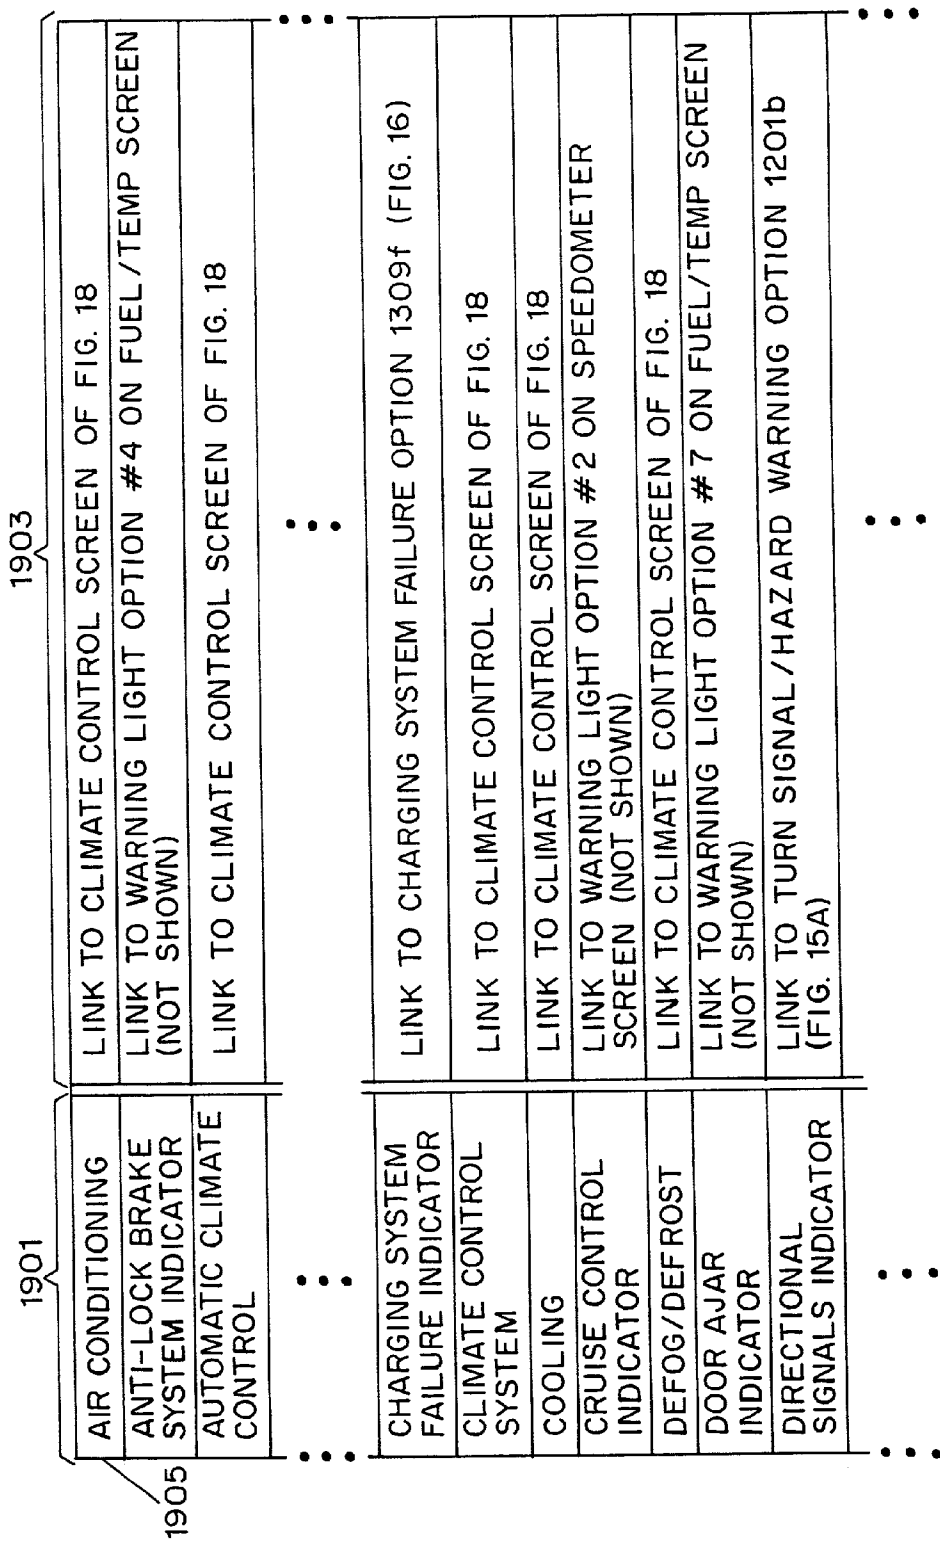 1901
1903
1905
AIR CONDITIONING
LINK TO CLIMATE CONTROL SCREEN OF FIG. 18
ANTI-LOCK BRAKE
SYSTEM INDICATOR
LINK TO WARNING LIGHT OPTION #4 ON FUEL/TEMP SCREEN
(NOT SHOWN)
AUTOMATIC CLIMATE
CONTROL
LINK TO CLIMATE CONTROL SCREEN OF FIG. 18
CHARGING SYSTEM
FAILURE INDICATOR
LINK TO CHARGING SYSTEM FAILURE OPTION 1309f (FIG. 16)
CLIMATE CONTROL
SYSTEM
LINK TO CLIMATE CONTROL SCREEN OF FIG. 18
COOLING
LINK TO CLIMATE CONTROL SCREEN OF FIG. 18
CRUISE CONTROL
INDICATOR
LINK TO WARNING LIGHT OPTION #2 ON SPEEDOMETER
SCREEN (NOT SHOWN)
DEFOG/DEFROST
LINK TO CLIMATE CONTROL SCREEN OF FIG. 18
DOOR AJAR
INDICATOR
LINK TO WARNING LIGHT OPTION #7 ON FUEL/TEMP SCREEN
(NOT SHOWN)
DIRECTIONAL
SIGNALS INDICATOR
LINK TO TURN SIGNAL/HAZARD WARNING OPTION 1201b
(FIG. 15A)